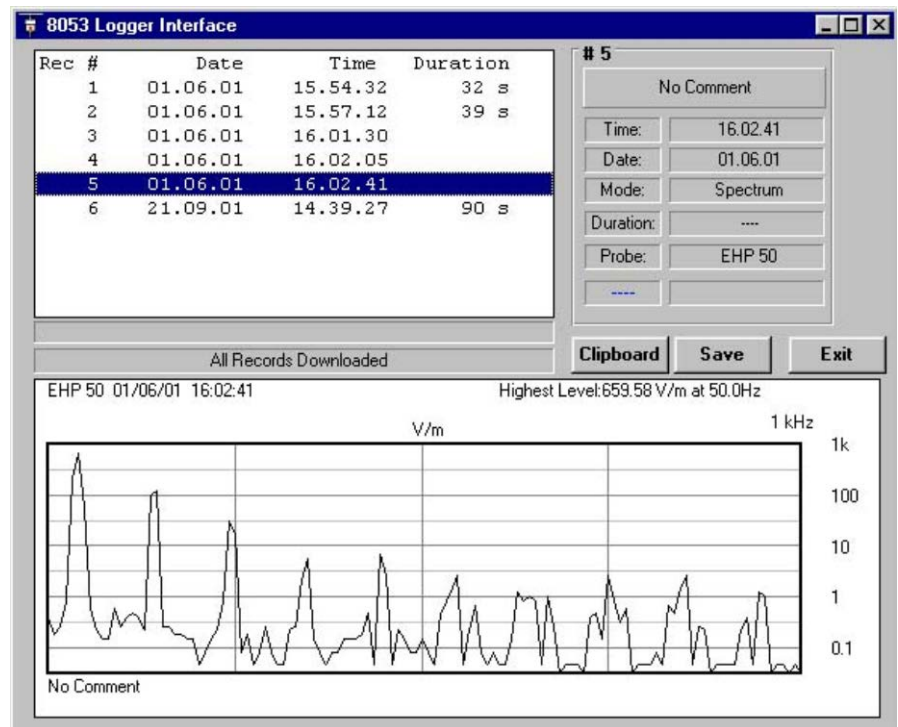 8053 Logger Interface
Rec # Date Time Duration
1 01.06.01 15.54.32 32 s
2 01.06.01 15.57.12 39 s
3 01.06.01 16.01.30
4 01.06.01 16.02.05
5 01.06.01 16.02.41
6 21.09.01 14.39.27 90 s
All Records Downloaded
# 5
No Comment
Time: 16.02.41
Date: 01.06.01
Mode: Spectrum
Duration: ----
Probe: EHP 50
----
Clipboard Save Exit
EHP 50 01/06/01 16:02:41 Highest Level:659.58 V/m at 50.0Hz
V/m 1 kHz
1k
100
10
1
0.1
No Comment